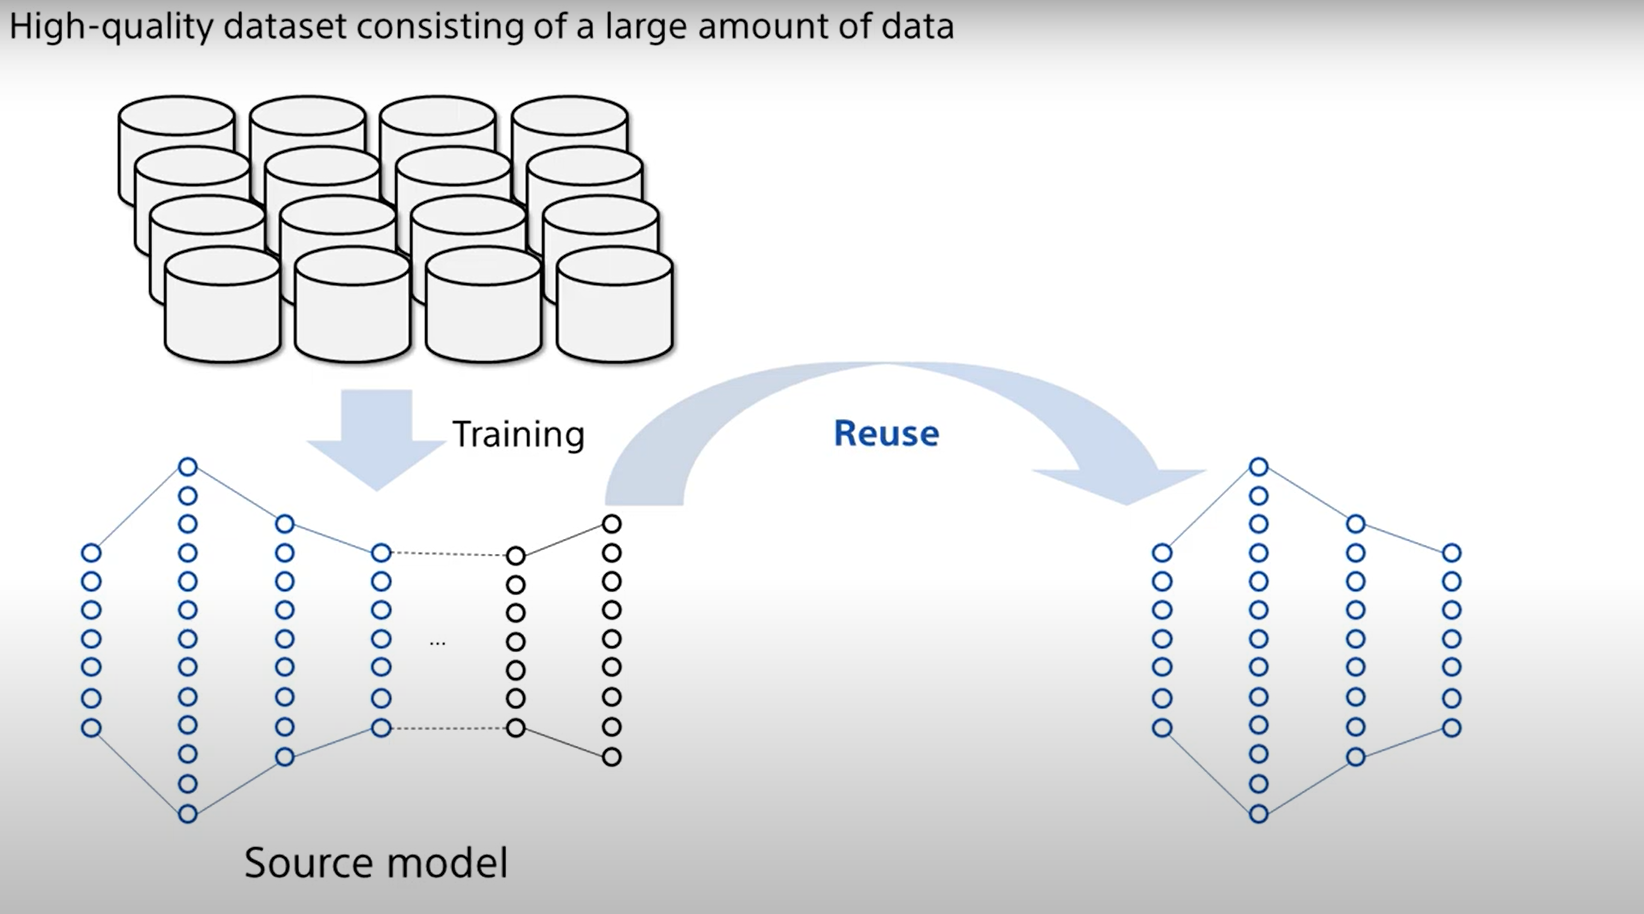 High-quality dataset consisting of a large amount of data
Training
Reuse
...
Source model